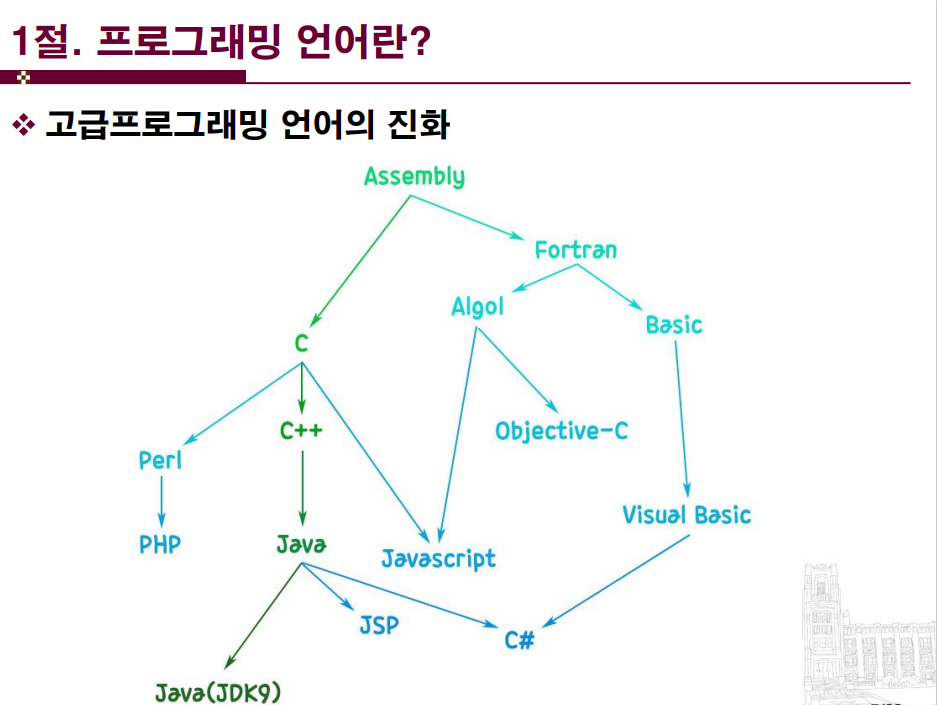 1절. 프로그래밍 언어란?
❖ 고급프로그래밍 언어의 진화
Assembly
Fortran
Algol
Basic
C
C++
Objective-C
Perl
Visual Basic
PHP
Java
Javascript
JSP
C#
Java(JDK9)